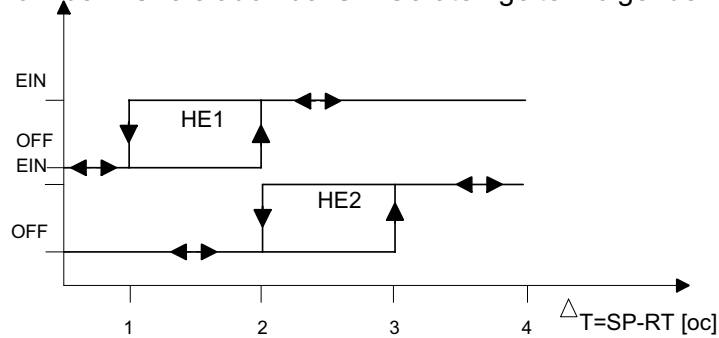 EIN
HE1
OFF
EIN
HE2
OFF
1 2 3 4 △T=SP-RT [oc]